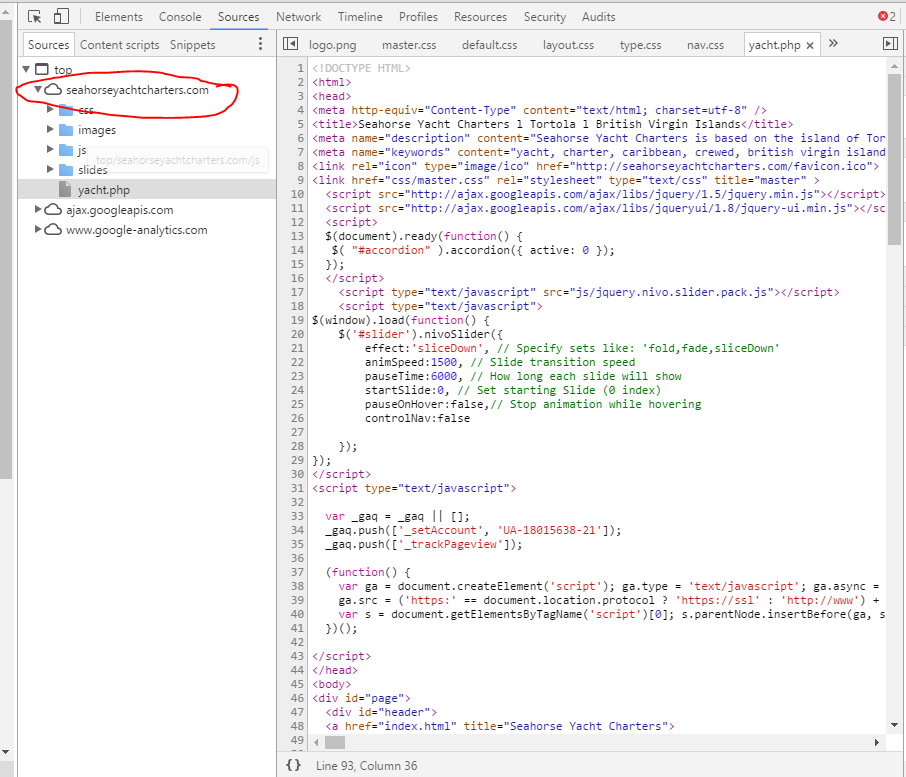 Elements Console Sources Network Timeline Profiles Resources Security Audits 2
Sources Content scripts Snippets
logo.png master.css default.css layout.css type.css nav.css yacht.php × »
top
seahorseyachtcharters.com
css
images
js
top/seahorseyachtcharters.com/js
slides
yacht.php
ajax.googleapis.com
www.google-analytics.com
1 <!DOCTYPE HTML>
2 <html>
3 <head>
4 <meta http-equiv="Content-Type" content="text/html; charset=utf-8" />
5 <title>Seahorse Yacht Charters l Tortola l British Virgin Islands</title>
6 <meta name="description" content="Seahorse Yacht Charters is based on the island of Tor
7 <meta name="keywords" content="yacht, charter, caribbean, crewed, british virgin island
8 <link rel="icon" type="image/ico" href="http://seahorseyachtcharters.com/favicon.ico">
9 <link href="css/master.css" rel="stylesheet" type="text/css" title="master" >
10 <script src="http://ajax.googleapis.com/ajax/libs/jquery/1.5/jquery.min.js"></script>
11 <script src="http://ajax.googleapis.com/ajax/libs/jqueryui/1.8/jquery-ui.min.js"></sc
12 <script>
13 $(document).ready(function() {
14 $( "#accordion" ).accordion({ active: 0 });
15 });
16 </script>
17 <script type="text/javascript" src="js/jquery.nivo.slider.pack.js"></script>
18 <script type="text/javascript">
19 $(window).load(function() {
20 $('#slider').nivoSlider({
21 effect:'sliceDown', // Specify sets like: 'fold,fade,sliceDown'
22 animSpeed:1500, // Slide transition speed
23 pauseTime:6000, // How long each slide will show
24 startSlide:0, // Set starting Slide (0 index)
25 pauseOnHover:false,// Stop animation while hovering
26 controlNav:false
27
28 });
29 });
30 </script>
31 <script type="text/javascript">
32
33 var _gaq = _gaq || [];
34 _gaq.push(['_setAccount', 'UA-18015638-21']);
35 _gaq.push(['_trackPageview']);
36
37 (function() {
38 var ga = document.createElement('script'); ga.type = 'text/javascript'; ga.async =
39 ga.src = ('https:' == document.location.protocol ? 'https://ssl' : 'http://www') +
40 var s = document.getElementsByTagName('script')[0]; s.parentNode.insertBefore(ga, s
41 })();
42
43 </script>
44 </head>
45 <body>
46 <div id="page">
47 <div id="header">
48 <a href="index.html" title="Seahorse Yacht Charters">
49
{} Line 93, Column 36